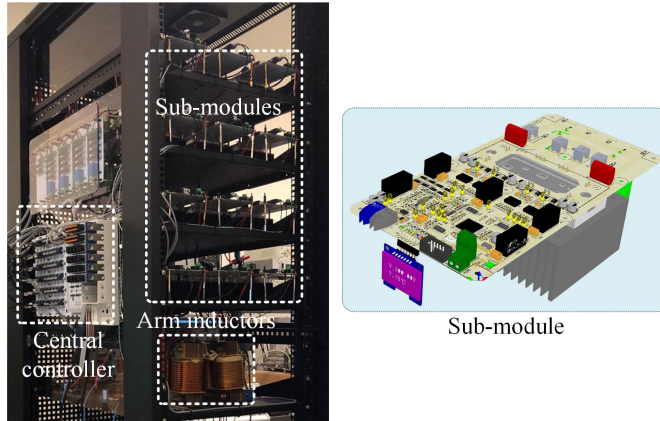 Sub-modules
Arm inductors
Central
controller
Sub-module